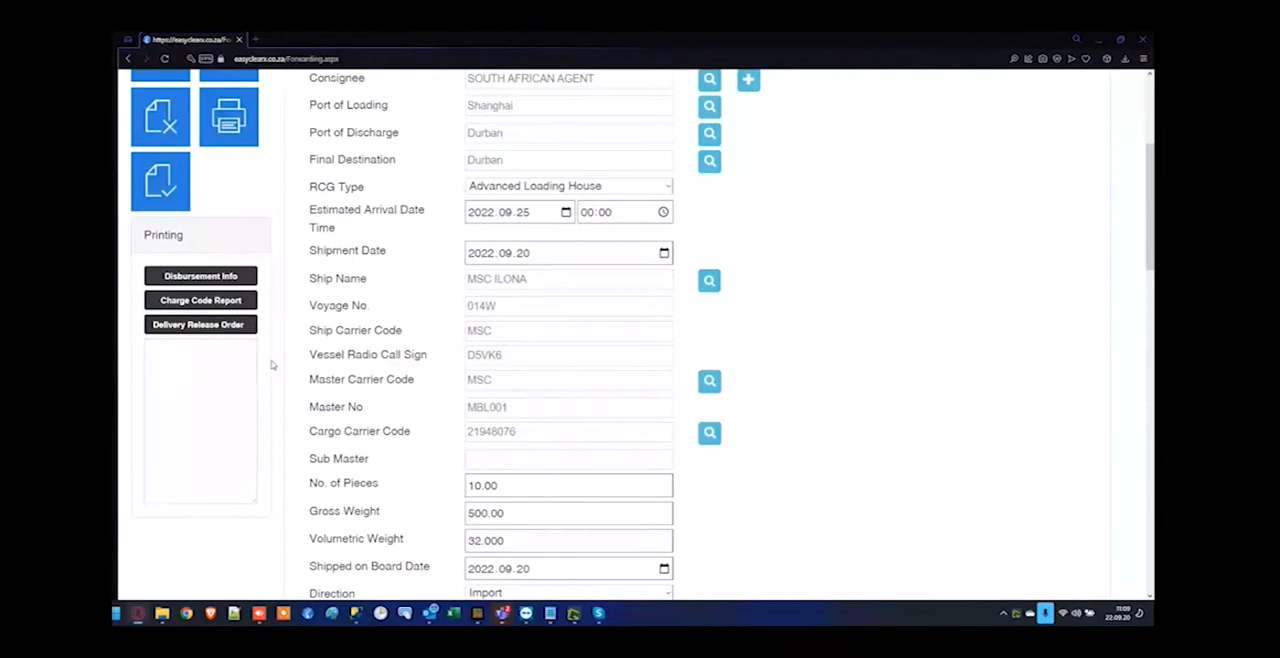 https://easyclearx.co.za/Fo
easyclearx.co.za/Forwarding.aspx
Consignee SOUTH AFRICAN AGENT
Port of Loading Shanghai
Port of Discharge Durban
Final Destination Durban
RCG Type Advanced Loading House
Estimated Arrival Date Time 2022.09.25 00:00
Shipment Date 2022.09.20
Ship Name MSC ILONA
Voyage No. 014W
Ship Carrier Code MSC
Vessel Radio Call Sign D5VK6
Master Carrier Code MSC
Master No MBL001
Cargo Carrier Code 21948076
Sub Master
No. of Pieces 10.00
Gross Weight 500.00
Volumetric Weight 32.000
Shipped on Board Date 2022.09.20
Direction Import
Printing
Disbursement Info
Charge Code Report
Delivery Release Order
11:09
22.09.20